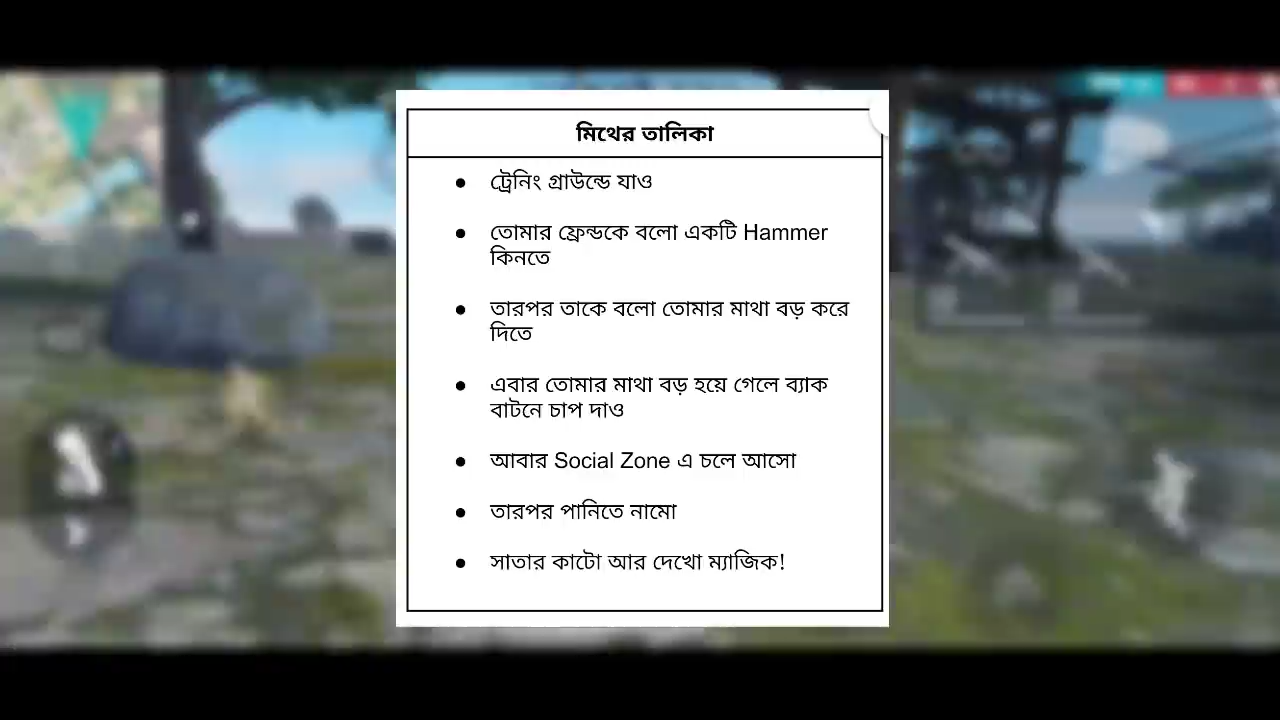 মিথের তালিকা
ট্রেনিং গ্রাউন্ডে যাও
তোমার ফ্রেন্ডকে বলো একটি Hammer
কিনতে
তারপর তাকে বলো তোমার মাথা বড় করে
দিতে
এবার তোমার মাথা বড় হয়ে গেলে ব্যাক
বাটনে চাপ দাও
আবার Social Zone এ চলে আসো
তারপর পানিতে নামো
সাতার কাটো আর দেখো ম্যাজিক!